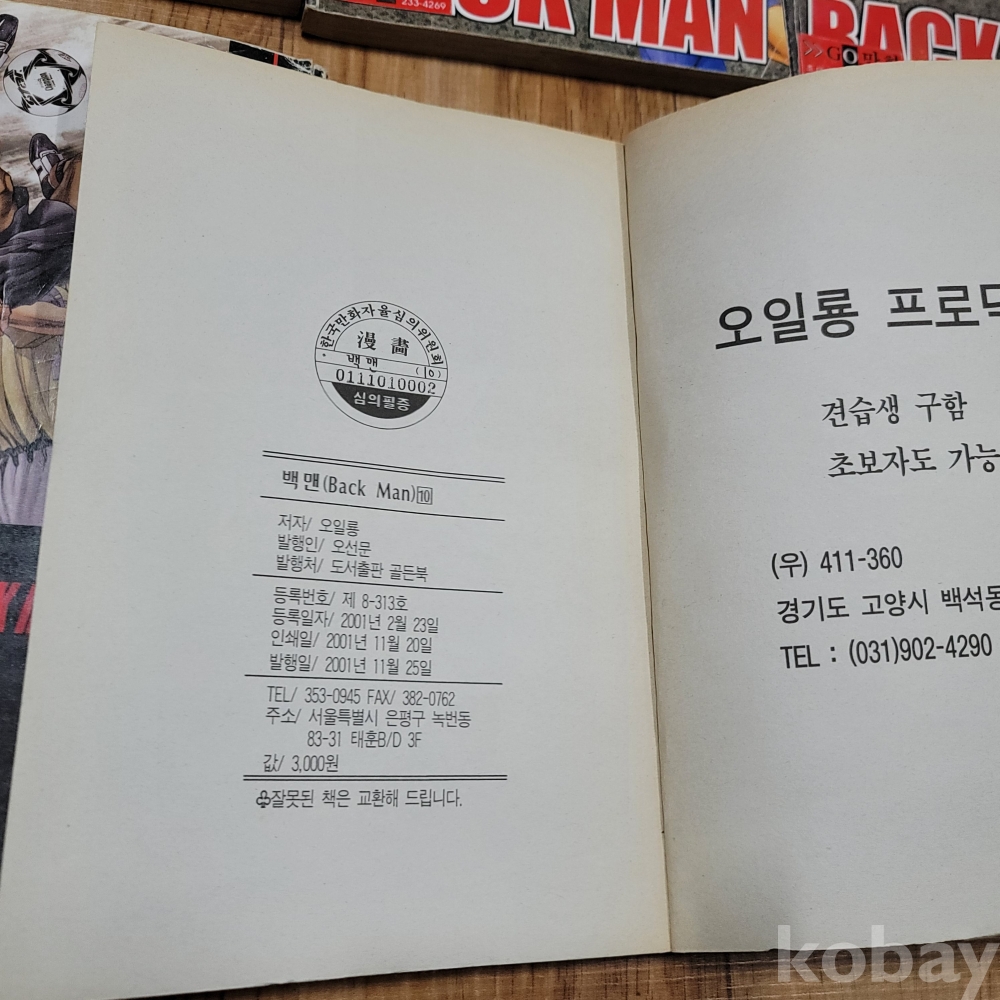 233-4269
CK MAN
BACK
GO만화
한국만화자율심의위원회
漫畵
백맨 (10)
0111010002
심의필증
백맨(Back Man)10
저자/ 오일룡
발행인/ 오선문
발행처/ 도서출판 골든북
등록번호/ 제 8-313호
등록일자/ 2001년 2월 23일
인쇄일/ 2001년 11월 20일
발행일/ 2001년 11월 25일
TEL/ 353-0945 FAX/ 382-0762
주소/ 서울특별시 은평구 녹번동
83-31 태훈B/D 3F
값/ 3,000원
♧잘못된 책은 교환해 드립니다.
오일룡 프로덕
견습생 구함
초보자도 가능
(우) 411-360
경기도 고양시 백석동
TEL : (031)902-4290
kobay